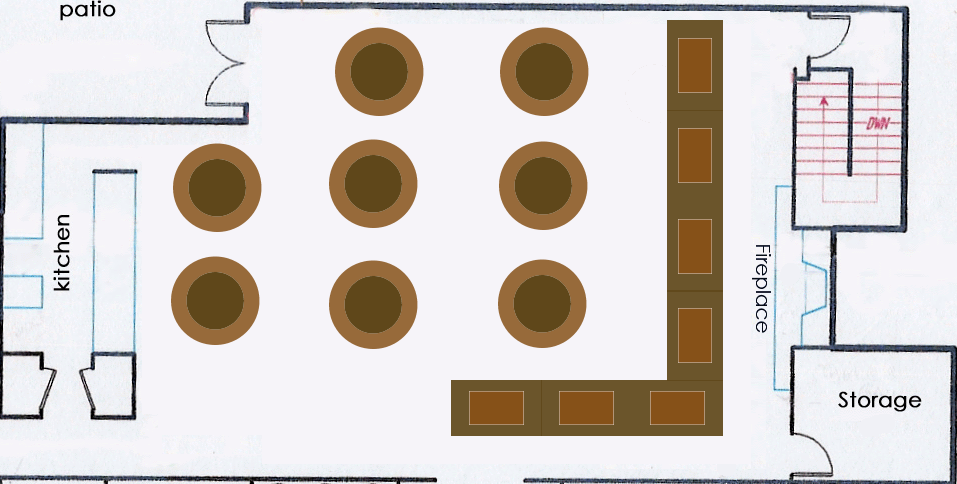 patio
DWN
kitchen
Fireplace
Storage